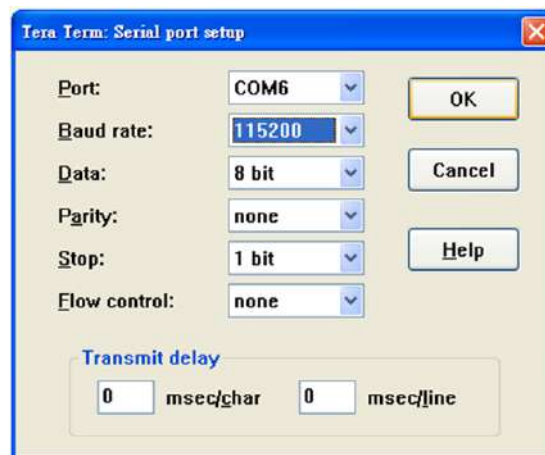 Tera Term: Serial port setup
Port: COM6 OK
Baud rate: 115200
Data: 8 bit Cancel
Parity: none
Stop: 1 bit Help
Flow control: none
Transmit delay
0 msec/char 0 msec/line